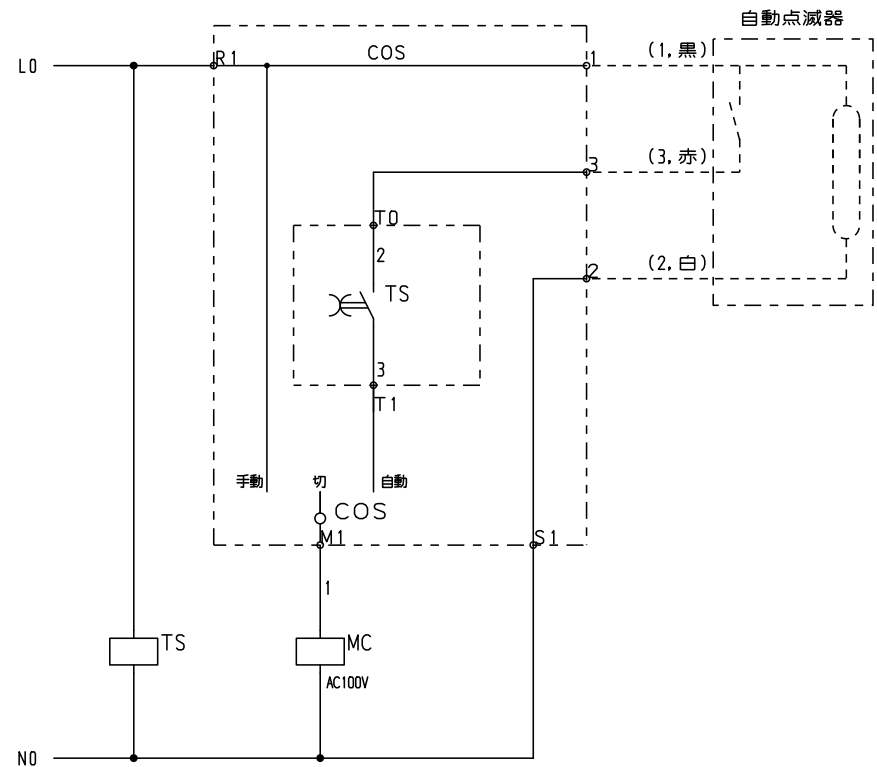 自動点滅器
L0
R1
COS
1
(1,黒)
3
(3,赤)
T0
2
2
(2,白)
TS
3
T1
手動
切
自動
COS
M1
S1
1
TS
MC
AC100V
N0